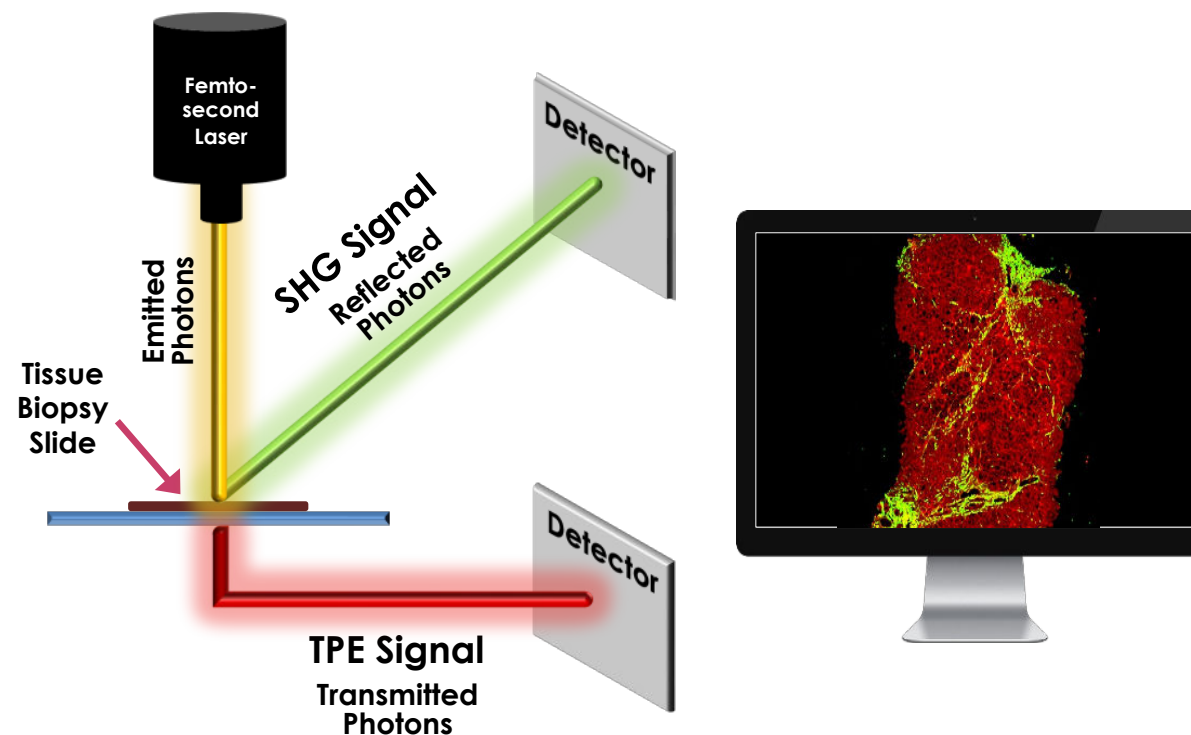 Femto-
second
Laser
Detector
SHG Signal
Reflected
Photons
Emitted
Photons
Tissue
Biopsy
Slide
Detector
TPE Signal
Transmitted
Photons